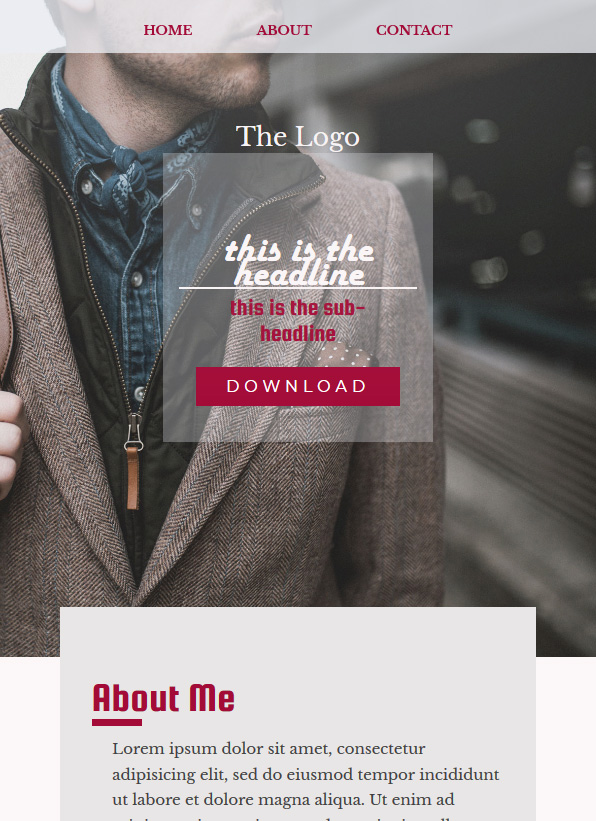 HOME ABOUT CONTACT
The Logo
this is the
headline
this is the sub-
headline
DOWNLOAD
About Me
Lorem ipsum dolor sit amet, consectetur
adipisicing elit, sed do eiusmod tempor incididunt
ut labore et dolore magna aliqua. Ut enim ad